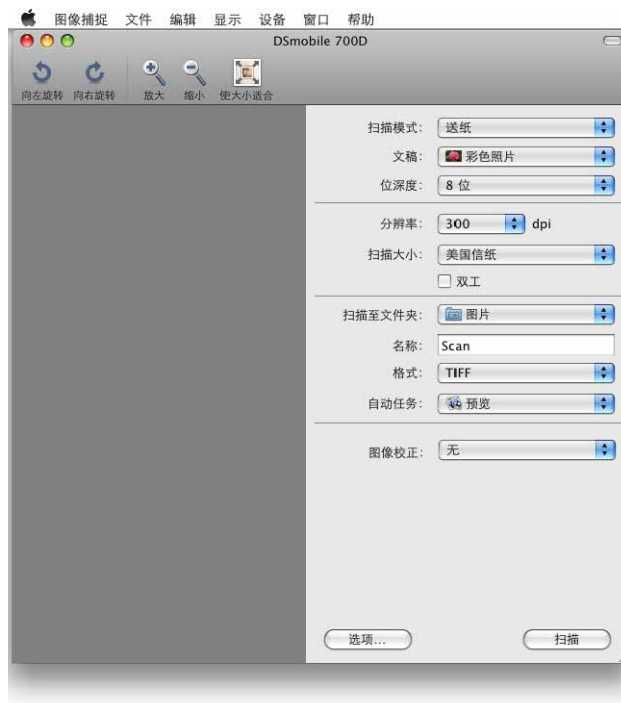 图像捕捉 文件 编辑 显示 设备 窗口 帮助
DSmobile 700D
向左旋转 向右旋转 放大 缩小 使大小适合
扫描模式: 送纸
文稿: 彩色照片
位深度: 8 位
分辨率: 300 dpi
扫描大小: 美国信纸
双工
扫描至文件夹: 图片
名称: Scan
格式: TIFF
自动任务: 预览
图像校正: 无
选项... 扫描